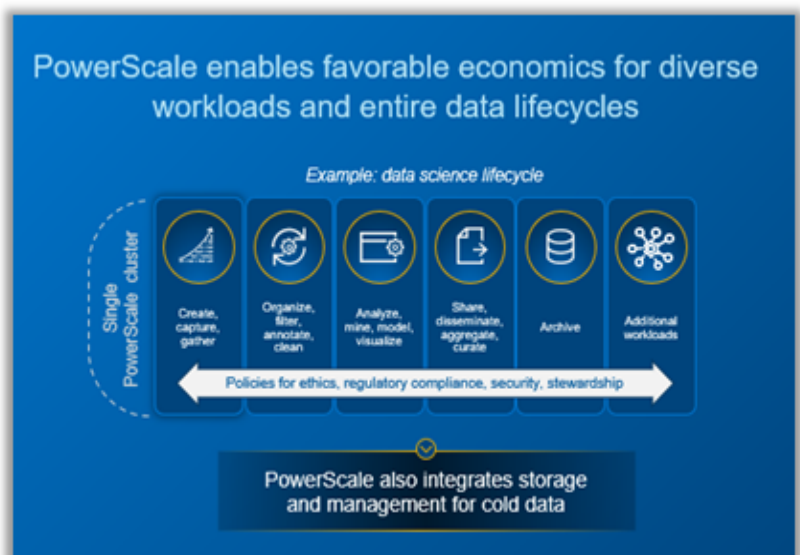 PowerScale enables favorable economics for diverse
workloads and entire data lifecycles
Example: data science lifecycle
Single
PowerScale cluster
Create,
capture,
gather
Organize,
filter,
annotate,
clean
Analyze,
mine, model,
visualize
Share,
disseminate,
aggregate,
curate
Archive
Additional
workloads
Policies for ethics, regulatory compliance, security, stewardship
PowerScale also integrates storage
and management for cold data